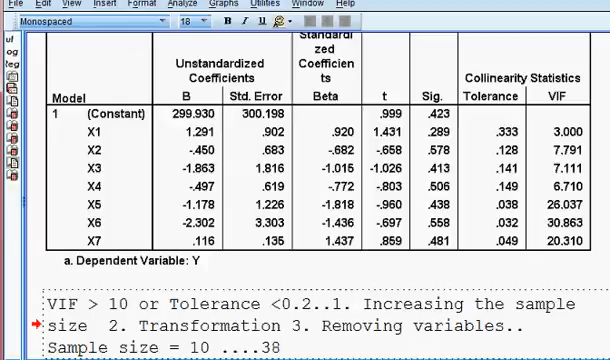 File Edit View Insert Format Analyze Graphs Utilities Window Help
Monospaced 18 B I U
Standardi
zed
Unstandardized Coefficien
Coefficients ts Collinearity Statistics
Model B Std. Error Beta t Sig. Tolerance VIF
1 (Constant) 299.930 300.198 .999 .423
X1 1.291 .902 .920 1.431 .289 .333 3.000
X2 -.450 .683 -.682 -.658 .578 .128 7.791
X3 -1.863 1.816 -1.015 -1.026 .413 .141 7.111
X4 -.497 .619 -.772 -.803 .506 .149 6.710
X5 -1.178 1.226 -1.818 -.960 .438 .038 26.037
X6 -2.302 3.303 -1.436 -.697 .558 .032 30.863
X7 .116 .135 1.437 .859 .481 .049 20.310
a. Dependent Variable: Y
VIF > 10 or Tolerance <0.2..1. Increasing the sample
size 2. Transformation 3. Removing variables..
Sample size = 10 ....38